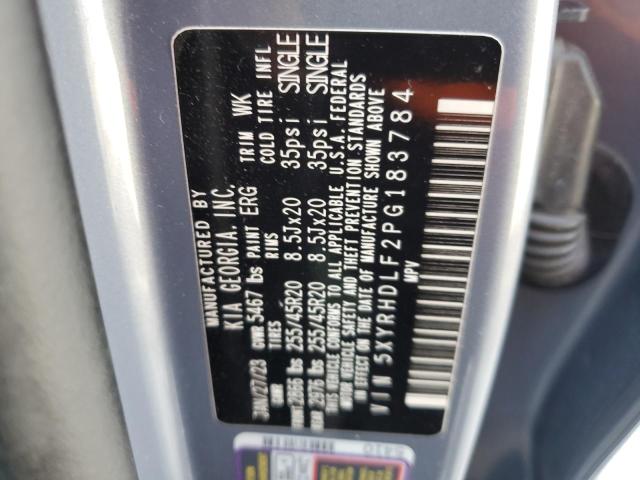 MANUFACTURED BY
KIA GEORGIA, INC.
JAN/27/23 GVWR 5467 lbs PAINT ERG TRIM WK
GAWR TIRES RIMS COLD TIRE INFL
2866 lbs 255/45R20 8.5Jx20 35psi SINGLE
2976 lbs 255/45R20 8.5Jx20 35psi SINGLE
THIS VEHICLE CONFORMS TO ALL APPLICABLE U.S.A. FEDERAL
MOTOR VEHICLE SAFETY AND THEFT PREVENTION STANDARDS
IN EFFECT ON THE DATE OF MANUFACTURE SHOWN ABOVE
VIN 5XYRHDLF2PG183784
MPV